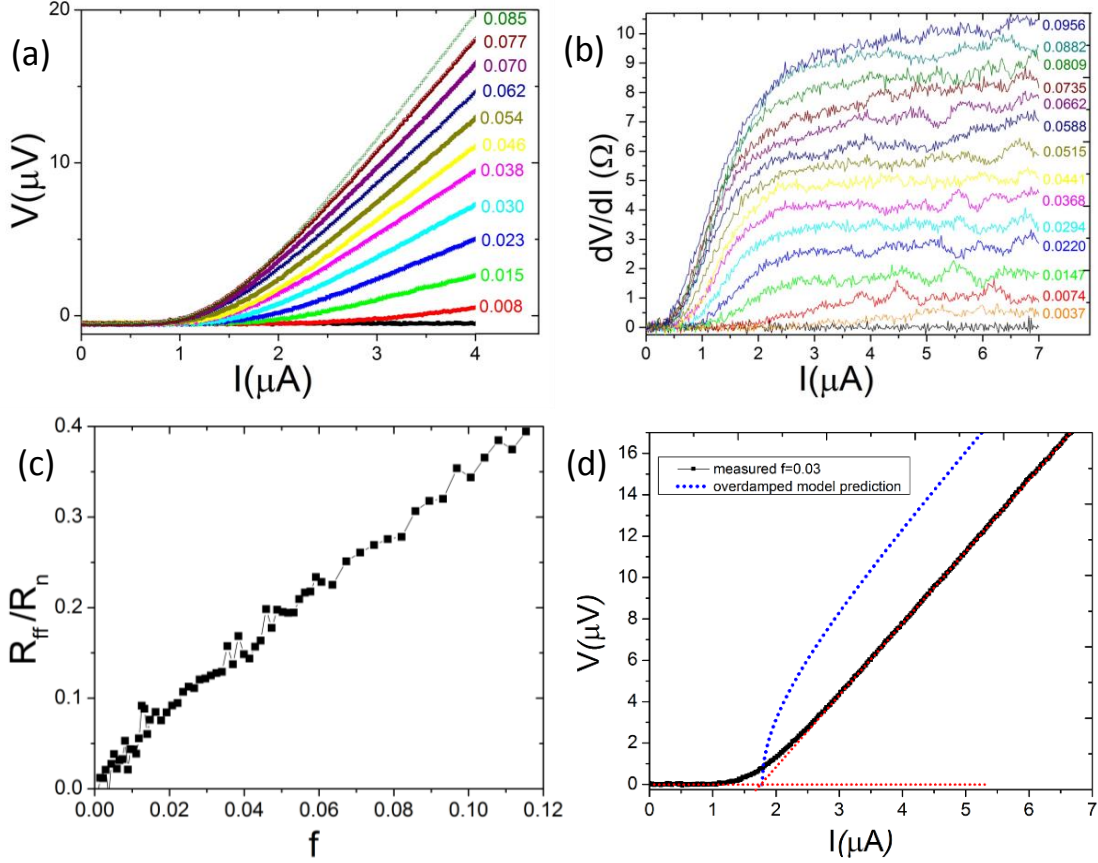 (a)
V(μV)
20
10
0
0.085
0.077
0.070
0.062
0.054
0.046
0.038
0.030
0.023
0.015
0.008
0 1 2 3 4
I(μA)
(b)
dV/dI (Ω)
10
9
8
7
6
5
4
3
2
1
0
0.0956
0.0882
0.0809
0.0735
0.0662
0.0588
0.0515
0.0441
0.0368
0.0294
0.0220
0.0147
0.0074
0.0037
0 1 2 3 4 5 6 7
I(μA)
(c)
R_ff/R_n
0.4
0.3
0.2
0.1
0.0
0.00 0.02 0.04 0.06 0.08 0.10 0.12
f
(d)
V(μV)
16
14
12
10
8
6
4
2
0
measured f=0.03
overdamped model prediction
0 1 2 3 4 5 6 7
I(μA)